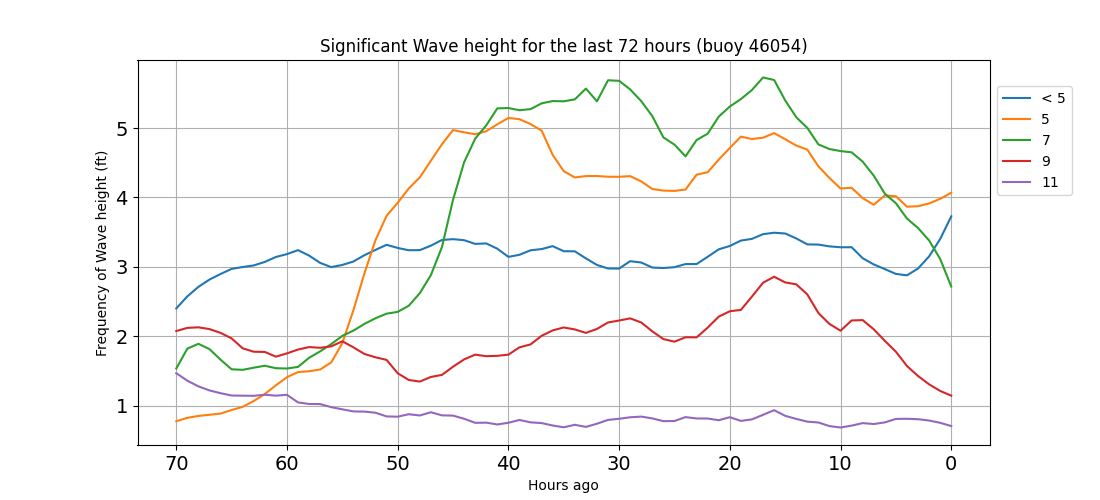 Significant Wave height for the last 72 hours (buoy 46054)
Frequency of Wave height (ft)
5
4
3
2
1
70 60 50 40 30 20 10 0
Hours ago
< 5
5
7
9
11